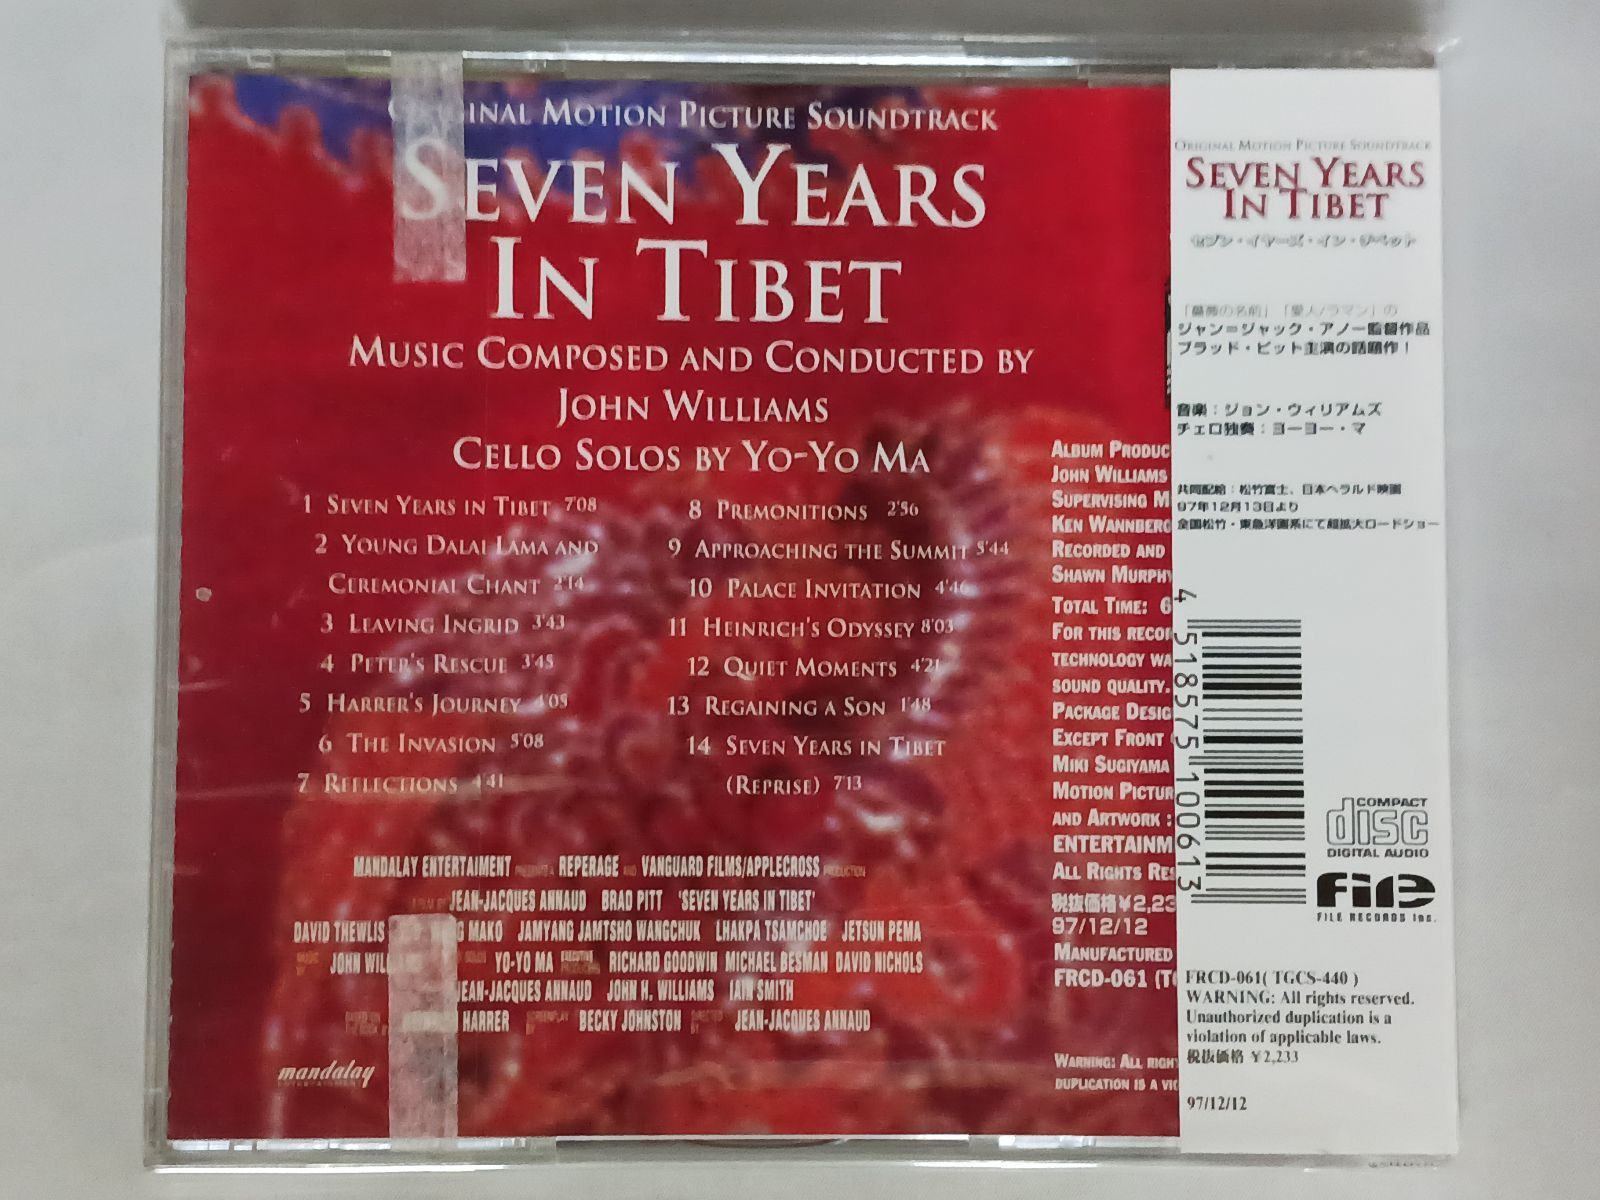 ORIGINAL MOTION PICTURE SOUNDTRACK
SEVEN YEARS
IN TIBET
MUSIC COMPOSED AND CONDUCTED BY
JOHN WILLIAMS
CELLO SOLOS BY YO-YO MA
1 SEVEN YEARS IN TIBET 7'08
2 YOUNG DALAI LAMA AND
CEREMONIAL CHANT 2'14
3 LEAVING INGRID 3'43
4 PETER'S RESCUE 3'45
5 HARRER'S JOURNEY 4'05
6 THE INVASION 5'08
7 REFLECTIONS 4'41
8 PREMONITIONS 2'56
9 APPROACHING THE SUMMIT 5'44
10 PALACE INVITATION 4'46
11 HEINRICH'S ODYSSEY 8'03
12 QUIET MOMENTS 4'21
13 REGAINING A SON 1'48
14 SEVEN YEARS IN TIBET
(REPRISE) 7'13
MANDALAY ENTERTAIMENT REPERAGE AND VANGUARD FILMS/APPLECROSS PRODUCTION
JEAN-JACQUES ANNAUD BRAD PITT 'SEVEN YEARS IN TIBET'
DAVID THEWLIS MAKO JAMYANG JAMTSHO WANGCHUK LHAKPA TSAMCHOE JETSUN PEMA
JOHN WILL YO-YO MA EXECUTIVE PRODUCERS RICHARD GOODWIN MICHAEL BESMAN DAVID NICHOLS
JEAN-JACQUES ANNAUD JOHN H. WILLIAMS IAIN SMITH
HARRER SCREENPLAY BY BECKY JOHNSTON DIRECTED BY JEAN-JACQUES ANNAUD
mandalay
ENTERTAINMENT
ALBUM PRODUC
JOHN WILLIAMS
SUPERVISING M
KEN WANNBERG
RECORDED AND
SHAWN MURPHY
TOTAL TIME: 6
FOR THIS RECOR
TECHNOLOGY WA
SOUND QUALITY.
PACKAGE DESIG
EXCEPT FRONT
MIKI SUGIYAMA
MOTION PICTUR
AND ARTWORK :
ENTERTAINM
ALL RIGHTS RES
税抜価格¥2,23
97/12/12
MANUFACTURED
FRCD-061 (T
WARNING: ALL RIGH
DUPLICATION IS A VI
ORIGINAL MOTION PICTURE SOUNDTRACK
SEVEN YEARS
IN TIBET
セブン・イヤーズ・イン・チベット
「薔薇の名前」「愛人/ラマン」の
ジャン=ジャック・アノー監督作品
ブラッド・ピット主演の話題作!
音楽:ジョン・ウィリアムズ
チェロ独奏:ヨーヨー・マ
共同配給:松竹富士、日本ヘラルド映画
97年12月13日より
全国松竹・東急洋画系にて超拡大ロードショー
4 518575 100613
COMPACT
disc
DIGITAL AUDIO
File
FILE RECORDS Inc.
FRCD-061( TGCS-440 )
WARNING: All rights reserved.
Unauthorized duplication is a
violation of applicable laws.
税抜価格 ¥2,233
97/12/12